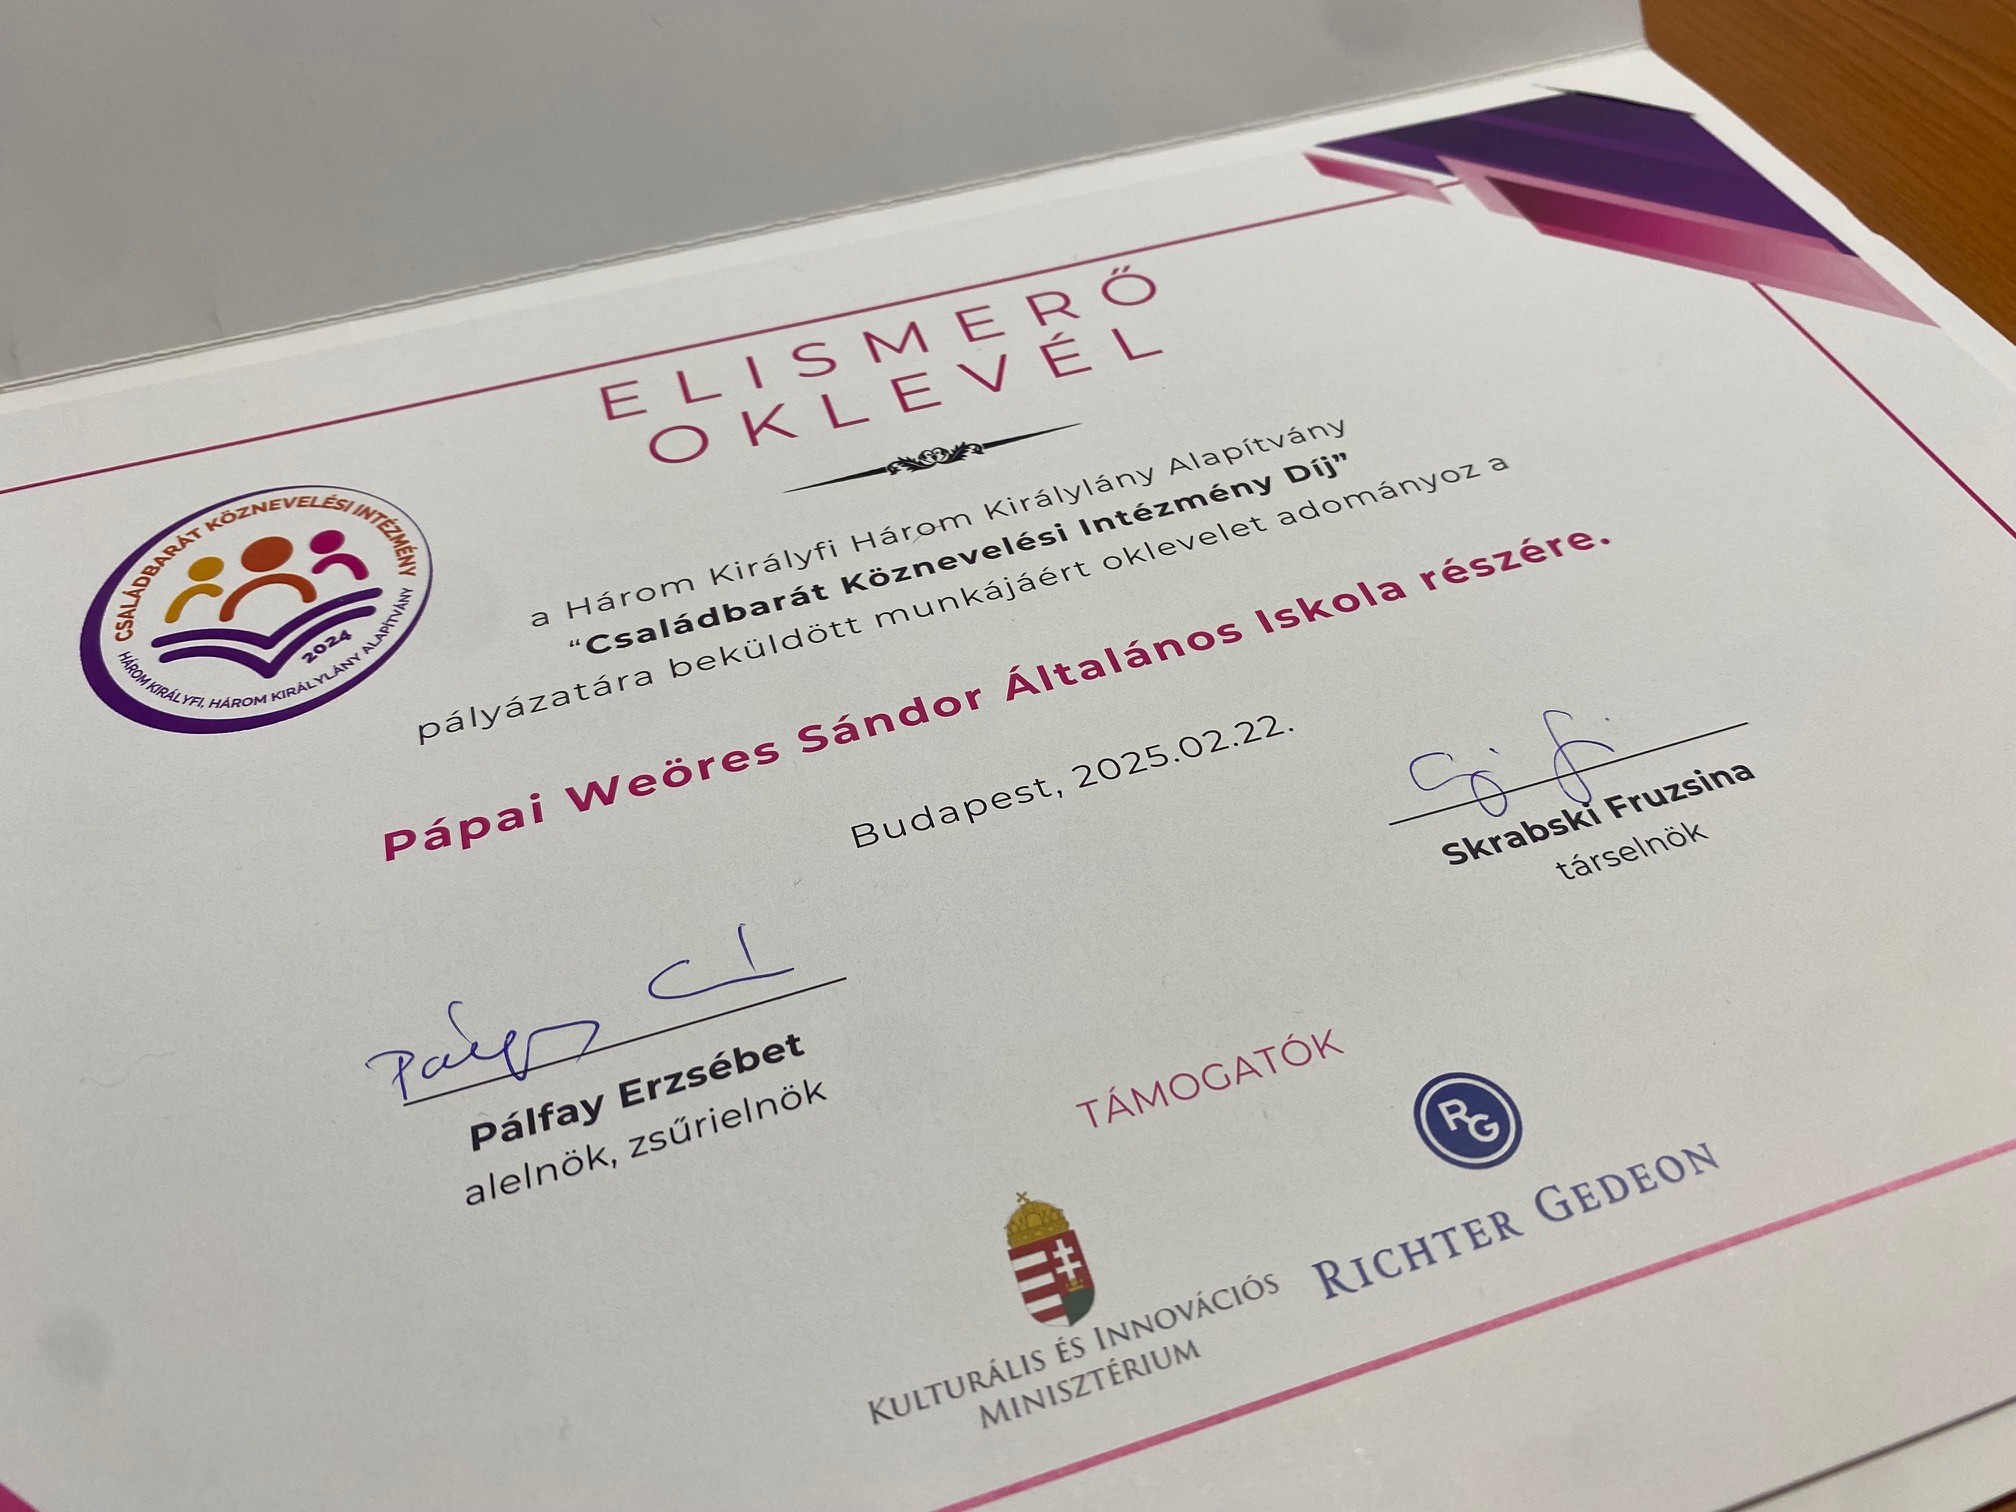 ELISMERŐ
OKLEVÉL
CSALÁDBARÁT KÖZNEVELÉSI INTÉZMÉNY
2024
HÁROM KIRÁLYFI, HÁROM KIRÁLYLÁNY ALAPÍTVÁNY
a Három Királyfi Három Királylány Alapítvány
“Családbarát Köznevelési Intézmény Díj”
pályázatára beküldött munkájáért oklevelet adományoz a
Pápai Weöres Sándor Általános Iskola részére.
Budapest, 2025.02.22.
Skrabski Fruzsina
társelnök
Pálfay Erzsébet
alelnök, zsűrielnök
TÁMOGATÓK
KULTURÁLIS ÉS INNOVÁCIÓS
MINISZTÉRIUM
RG
RICHTER GEDEON